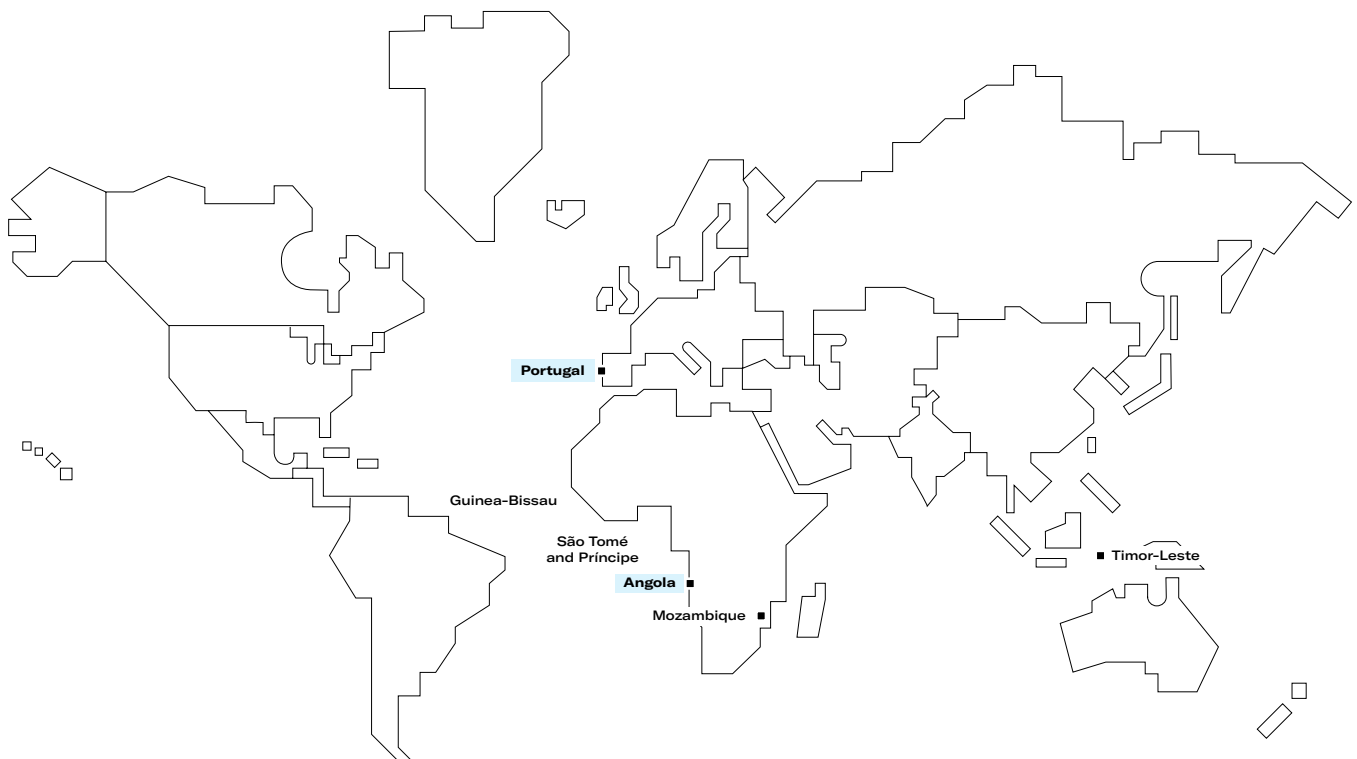 Portugal
Guinea-Bissau
São Tomé
and Príncipe
Timor-Leste
Angola
Mozambique